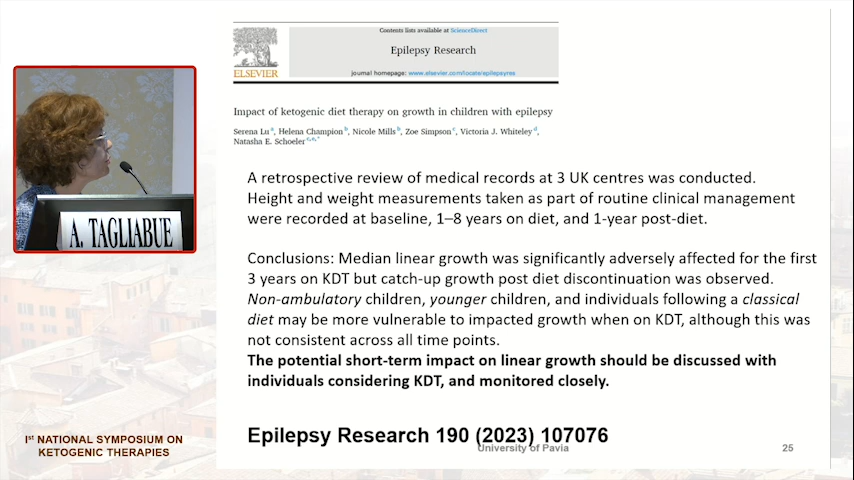 Contents lists available at ScienceDirect
Epilepsy Research
ELSEVIER
journal homepage: www.elsevier.com/locate/epilepsyres
Impact of ketogenic diet therapy on growth in children with epilepsy
Serena Lu a, Helena Champion b, Nicole Mills b, Zoe Simpson c, Victoria J. Whiteley d,
Natasha E. Schoeler c,e,*
A retrospective review of medical records at 3 UK centres was conducted.
Height and weight measurements taken as part of routine clinical management
were recorded at baseline, 1–8 years on diet, and 1-year post-diet.
Conclusions: Median linear growth was significantly adversely affected for the first
3 years on KDT but catch-up growth post diet discontinuation was observed.
Non-ambulatory children, younger children, and individuals following a classical
diet may be more vulnerable to impacted growth when on KDT, although this was
not consistent across all time points.
The potential short-term impact on linear growth should be discussed with
individuals considering KDT, and monitored closely.
Epilepsy Research 190 (2023) 107076
University of Pavia
25
A. TAGLIABUE
Ist NATIONAL SYMPOSIUM ON
KETOGENIC THERAPIES